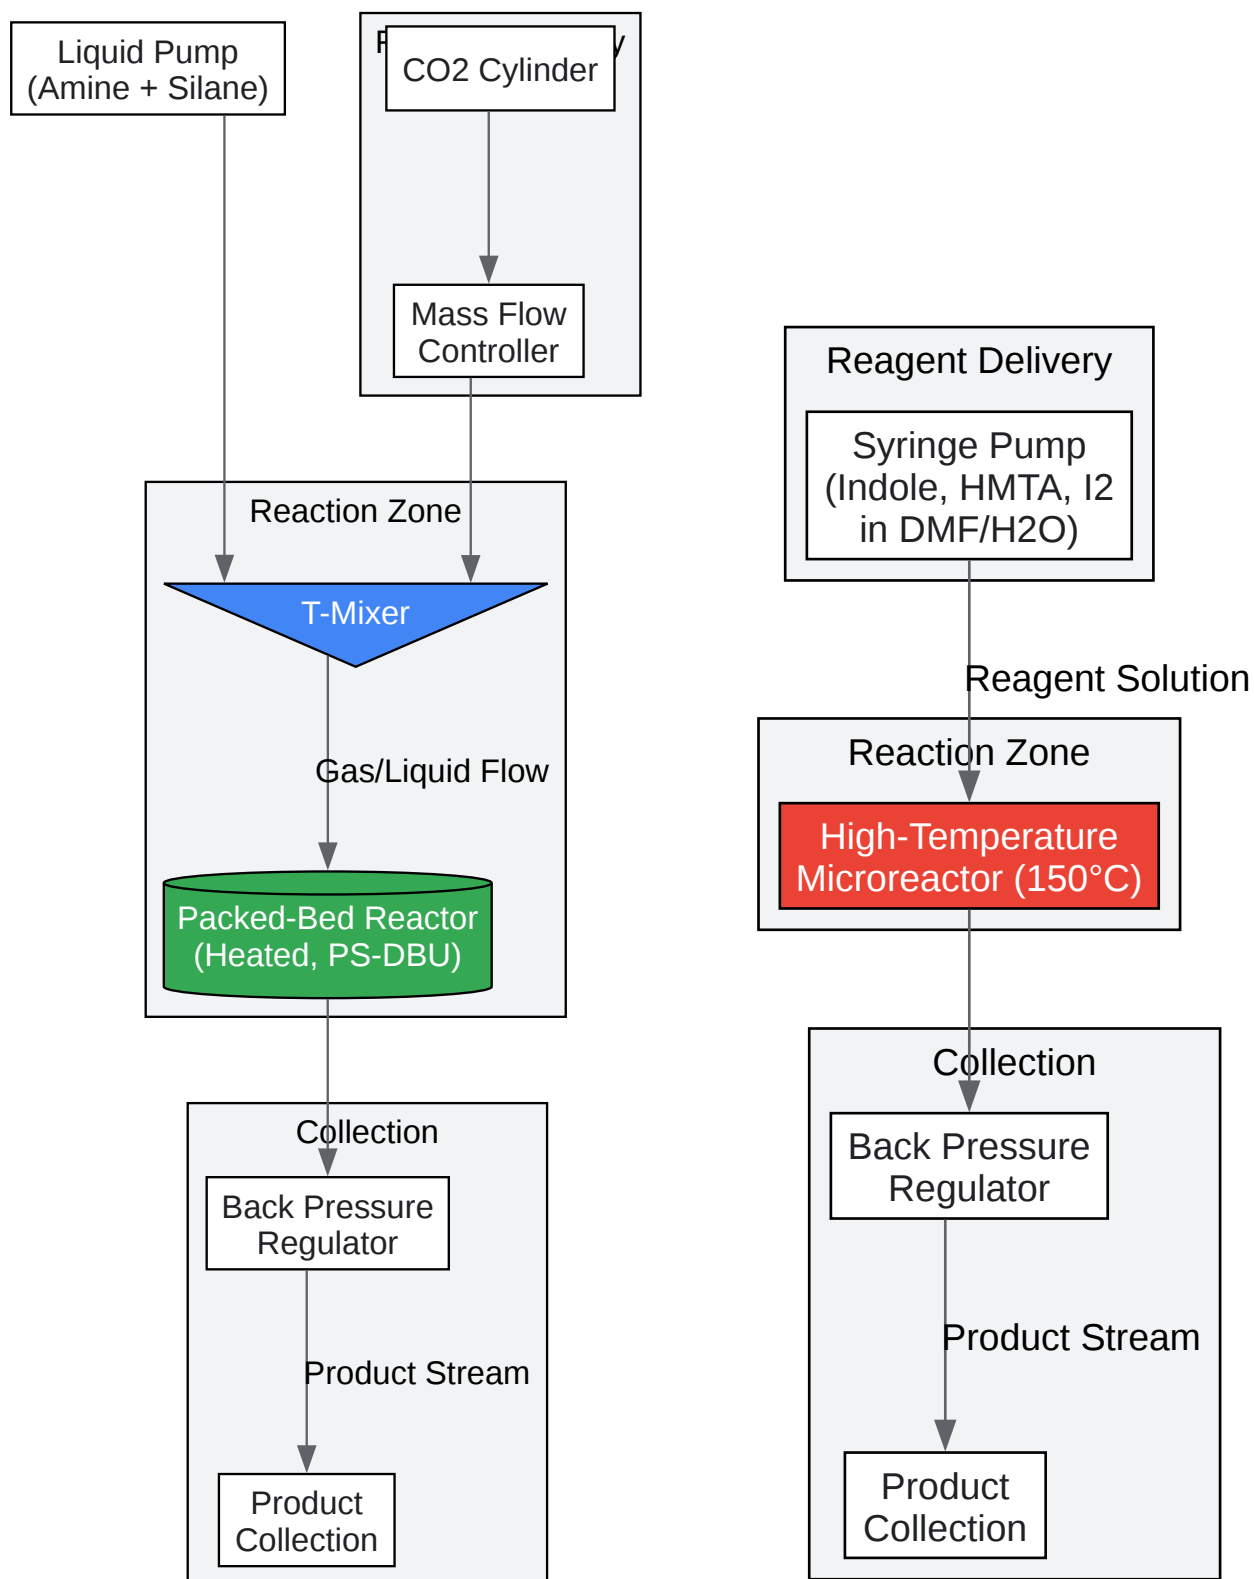 Liquid Pump
(Amine + Silane)
CO2 Cylinder
Mass Flow
Controller
Reaction Zone
T-Mixer
Gas/Liquid Flow
Packed-Bed Reactor
(Heated, PS-DBU)
Collection
Back Pressure
Regulator
Product Stream
Product
Collection
Reagent Delivery
Syringe Pump
(Indole, HMTA, I2
in DMF/H2O)
Reagent Solution
Reaction Zone
High-Temperature
Microreactor (150°C)
Collection
Back Pressure
Regulator
Product Stream
Product
Collection